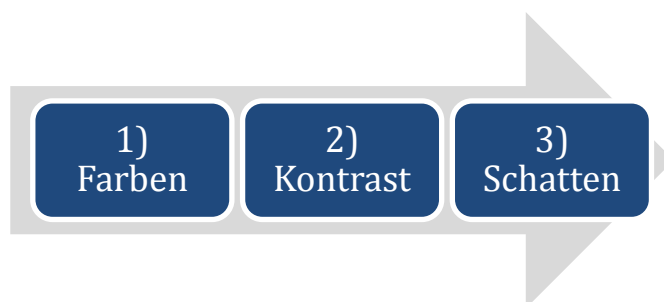 1)
Farben
2)
Kontrast
3)
Schatten